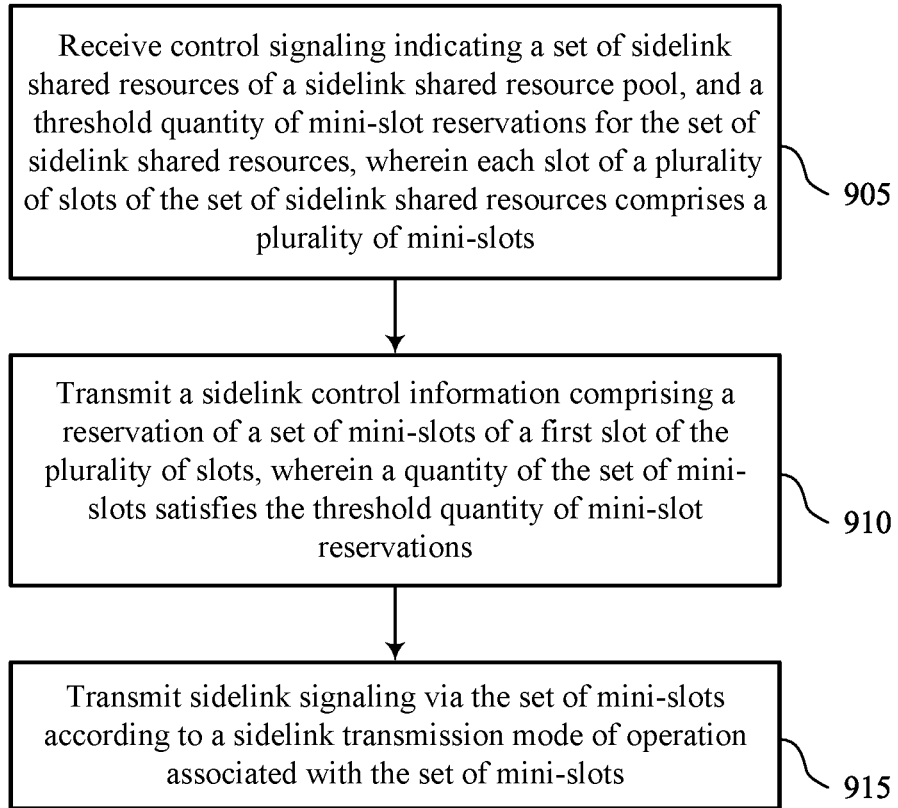 Receive control signaling indicating a set of sidelink
shared resources of a sidelink shared resource pool, and a
threshold quantity of mini-slot reservations for the set of
sidelink shared resources, wherein each slot of a plurality
of slots of the set of sidelink shared resources comprises a
plurality of mini-slots
905
Transmit a sidelink control information comprising a
reservation of a set of mini-slots of a first slot of the
plurality of slots, wherein a quantity of the set of mini-
slots satisfies the threshold quantity of mini-slot
reservations
910
Transmit sidelink signaling via the set of mini-slots
according to a sidelink transmission mode of operation
associated with the set of mini-slots
915